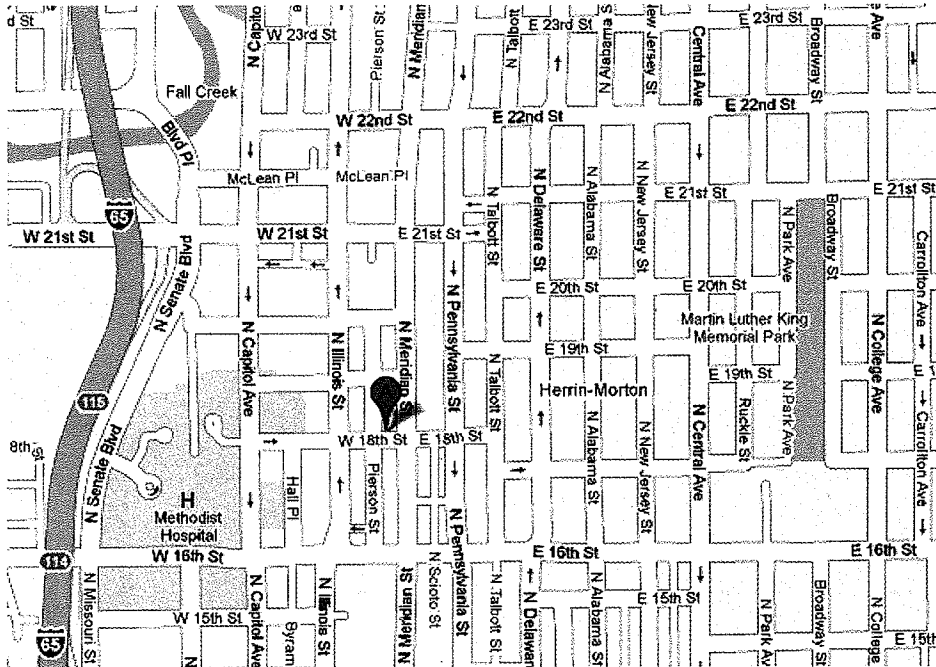 d St
W 23rd St
N Capito
Pierson St
N Meridian
N Talbott
E 23rd St
N Alabama S
New Jersey St
Central Ave
E 23rd St
Broadway St
e Ave
Fall Creek
Blvd Pl
W 22nd St
E 22nd St
E 22nd St
McLean Pl
McLean Pl
65
W 21st St
W 21st St
E 21st St
E 21st St
E 21st St
N Talbott St
N Delaware St
N Alabama St
N New Jersey St
N Park Ave
Broadway St
Carrollton Ave
N Senate Blvd
E 20th St
E 20th St
N Capitol Ave
N Illinois St
N Meridian St
N Pennsylvania St
Martin Luther King
Memorial Park
N College Ave
E 19th St
E 19th St
E 1
N Talbott St
Herrin-Morton
115
N Senate Blvd
8th St
W 18th St
E 18th St
N Alabama St
N New Jersey St
N Central Ave
Ruckle St
N Park Ave
Carrollton Ave
H
Methodist
Hospital
Hall Pl
Pierson St
N Pennsylvania St
W 16th St
E 16th St
E 16th St
114
N Missouri St
W 15th St
N Capitol Ave
Byram
N Illinois St
N Meridian St
N Scioto St
N Talbott St
N Delawar
N Alabama St
E 15th St
N Park Av
Broadway St
N College
E 15th
65
N